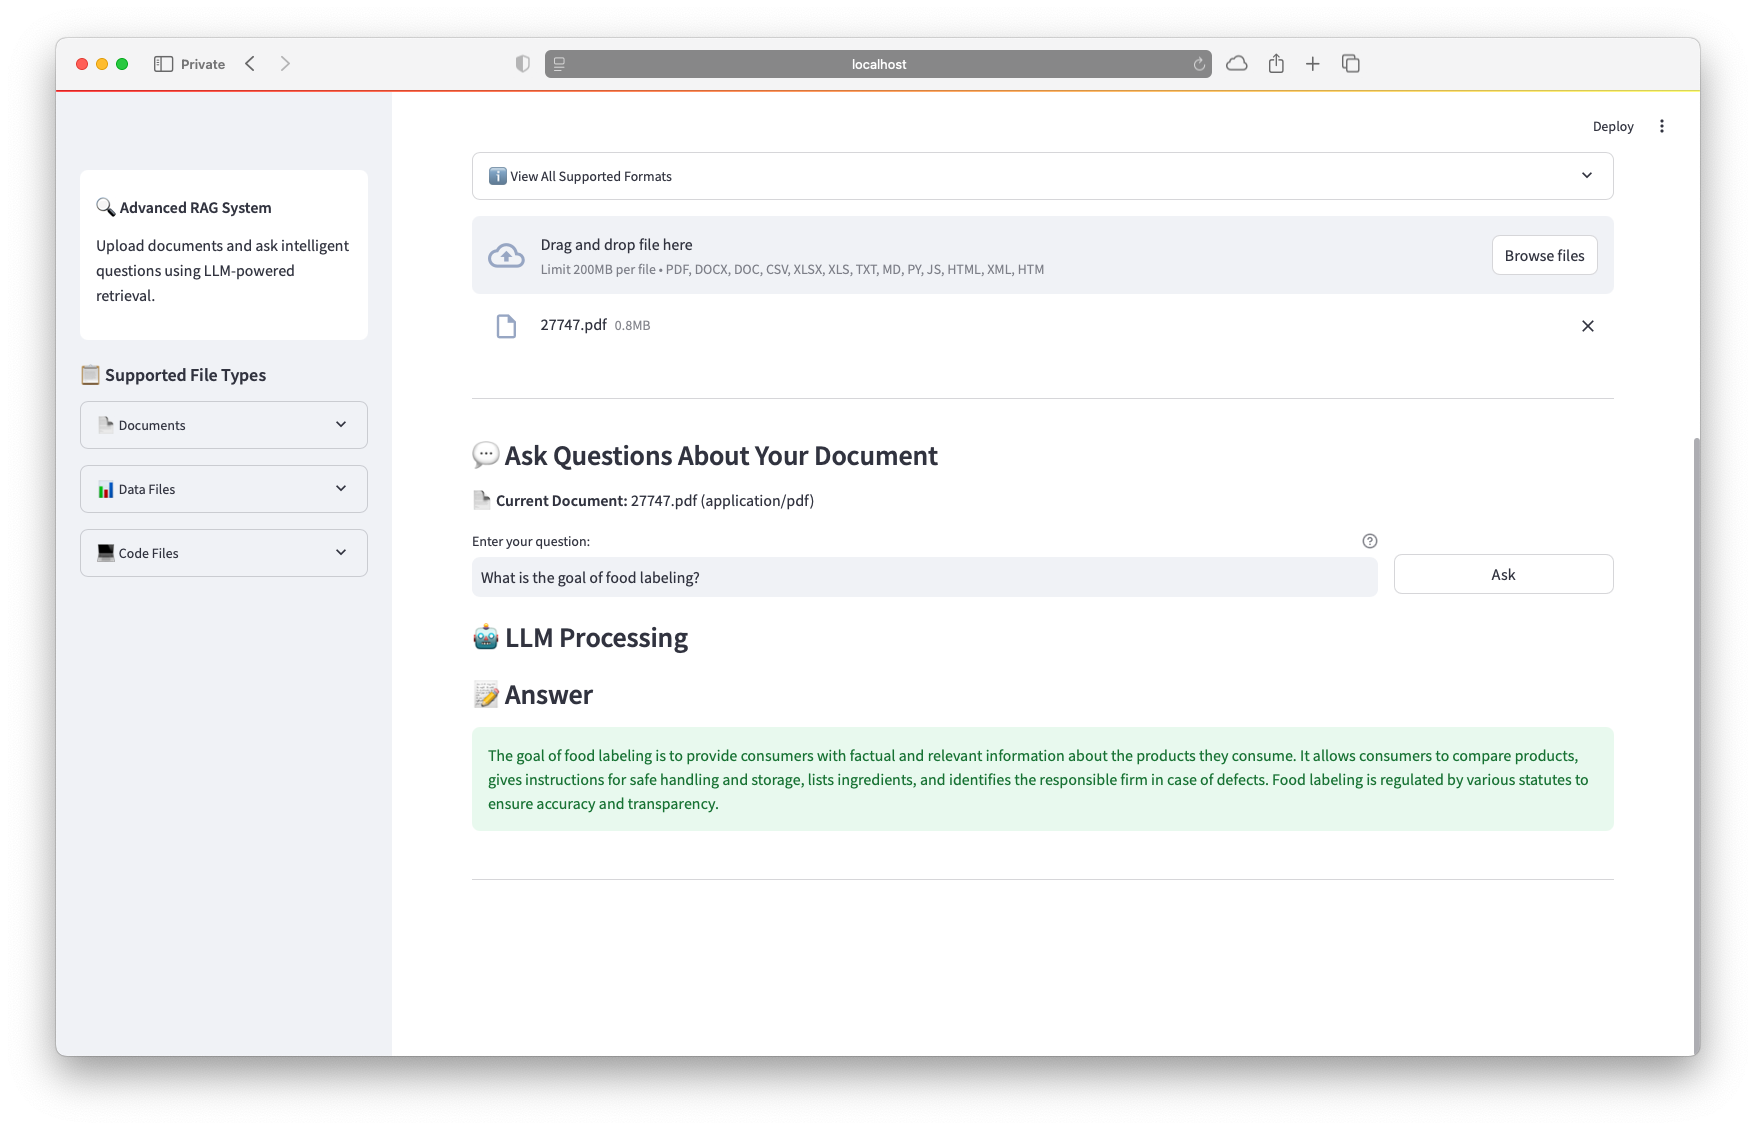 Private
localhost
Deploy
Advanced RAG System
Upload documents and ask intelligent
questions using LLM-powered
retrieval.
Supported File Types
Documents
Data Files
Code Files
View All Supported Formats
Drag and drop file here
Limit 200MB per file • PDF, DOCX, DOC, CSV, XLSX, XLS, TXT, MD, PY, JS, HTML, XML, HTM
Browse files
27747.pdf 0.8MB
Ask Questions About Your Document
Current Document: 27747.pdf (application/pdf)
Enter your question:
What is the goal of food labeling?
Ask
LLM Processing
Answer
The goal of food labeling is to provide consumers with factual and relevant information about the products they consume. It allows consumers to compare products,
gives instructions for safe handling and storage, lists ingredients, and identifies the responsible firm in case of defects. Food labeling is regulated by various statutes to
ensure accuracy and transparency.